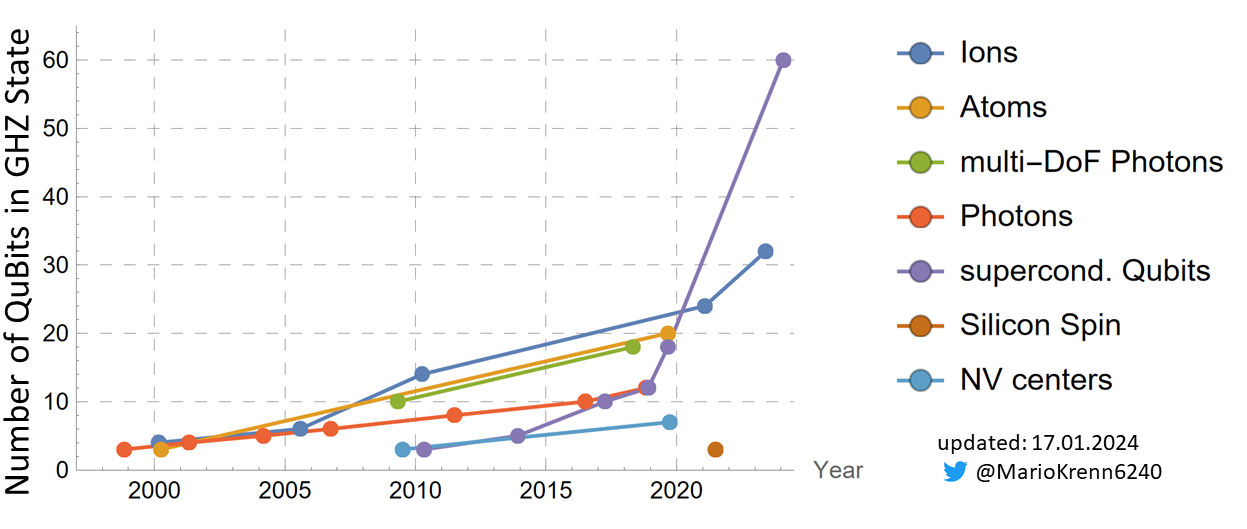 Number of QuBits in GHZ State
60
50
40
30
20
10
0
2000
2005
2010
2015
2020
Year
Ions
Atoms
multi−DoF Photons
Photons
supercond. Qubits
Silicon Spin
NV centers
updated: 17.01.2024
@MarioKrenn6240